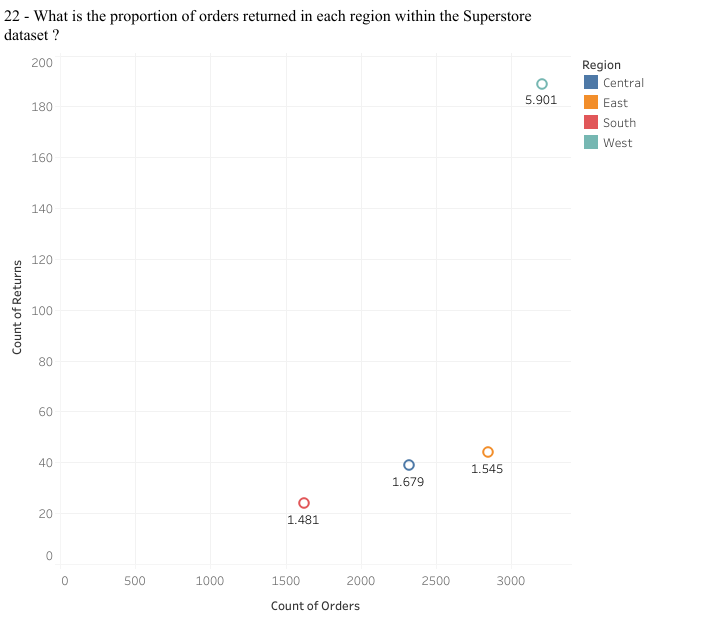 22 - What is the proportion of orders returned in each region within the Superstore
dataset ?
Region
Central
East
South
West
200
180
160
140
120
100
80
60
40
20
0
Count of Returns
5.901
1.679
1.545
1.481
0
500
1000
1500
2000
2500
3000
Count of Orders